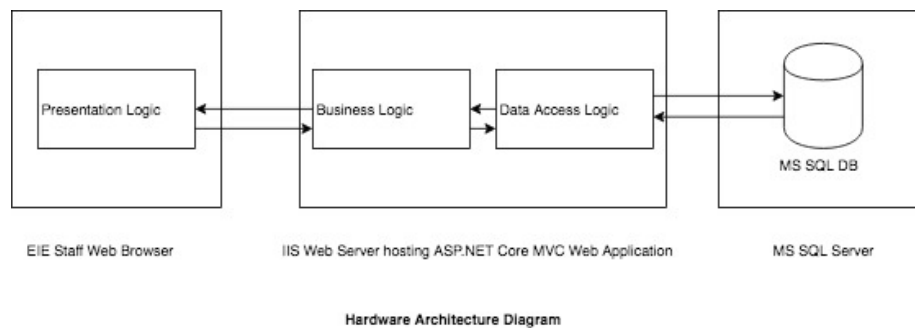 Presentation Logic
Business Logic
Data Access Logic
MS SQL DB
EIE Staff Web Browser
IIS Web Server hosting ASP.NET Core MVC Web Application
MS SQL Server
Hardware Architecture Diagram